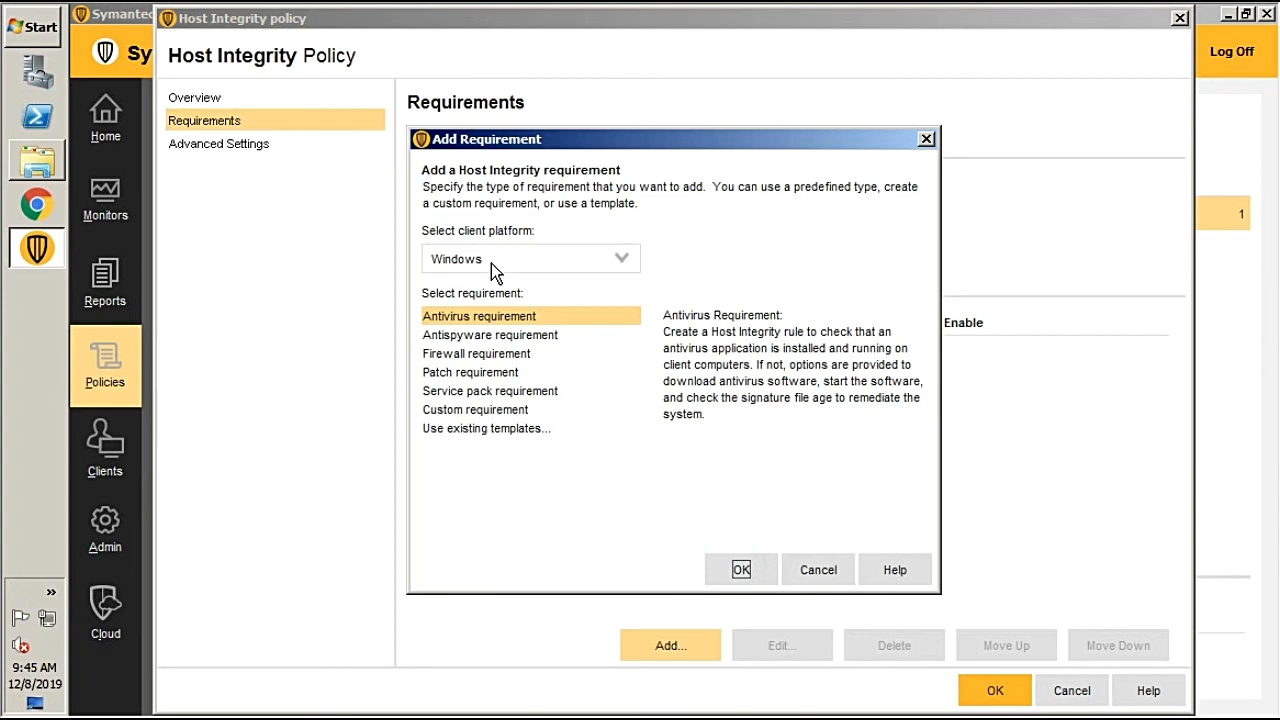 Start
Symantec
Host Integrity policy
Sy
Log Off
Host Integrity Policy
Overview
Requirements
Advanced Settings
Requirements
Home
Monitors
Reports
Policies
Clients
Admin
Cloud
Add Requirement
Add a Host Integrity requirement
Specify the type of requirement that you want to add. You can use a predefined type, create
a custom requirement, or use a template.
Select client platform:
Windows
Select requirement:
Antivirus requirement
Antispyware requirement
Firewall requirement
Patch requirement
Service pack requirement
Custom requirement
Use existing templates...
Antivirus Requirement:
Create a Host Integrity rule to check that an
antivirus application is installed and running on
client computers. If not, options are provided to
download antivirus software, start the software,
and check the signature file age to remediate the
system.
OK
Cancel
Help
1
Enable
Add...
Edit...
Delete
Move Up
Move Down
OK
Cancel
Help
9:45 AM
12/8/2019